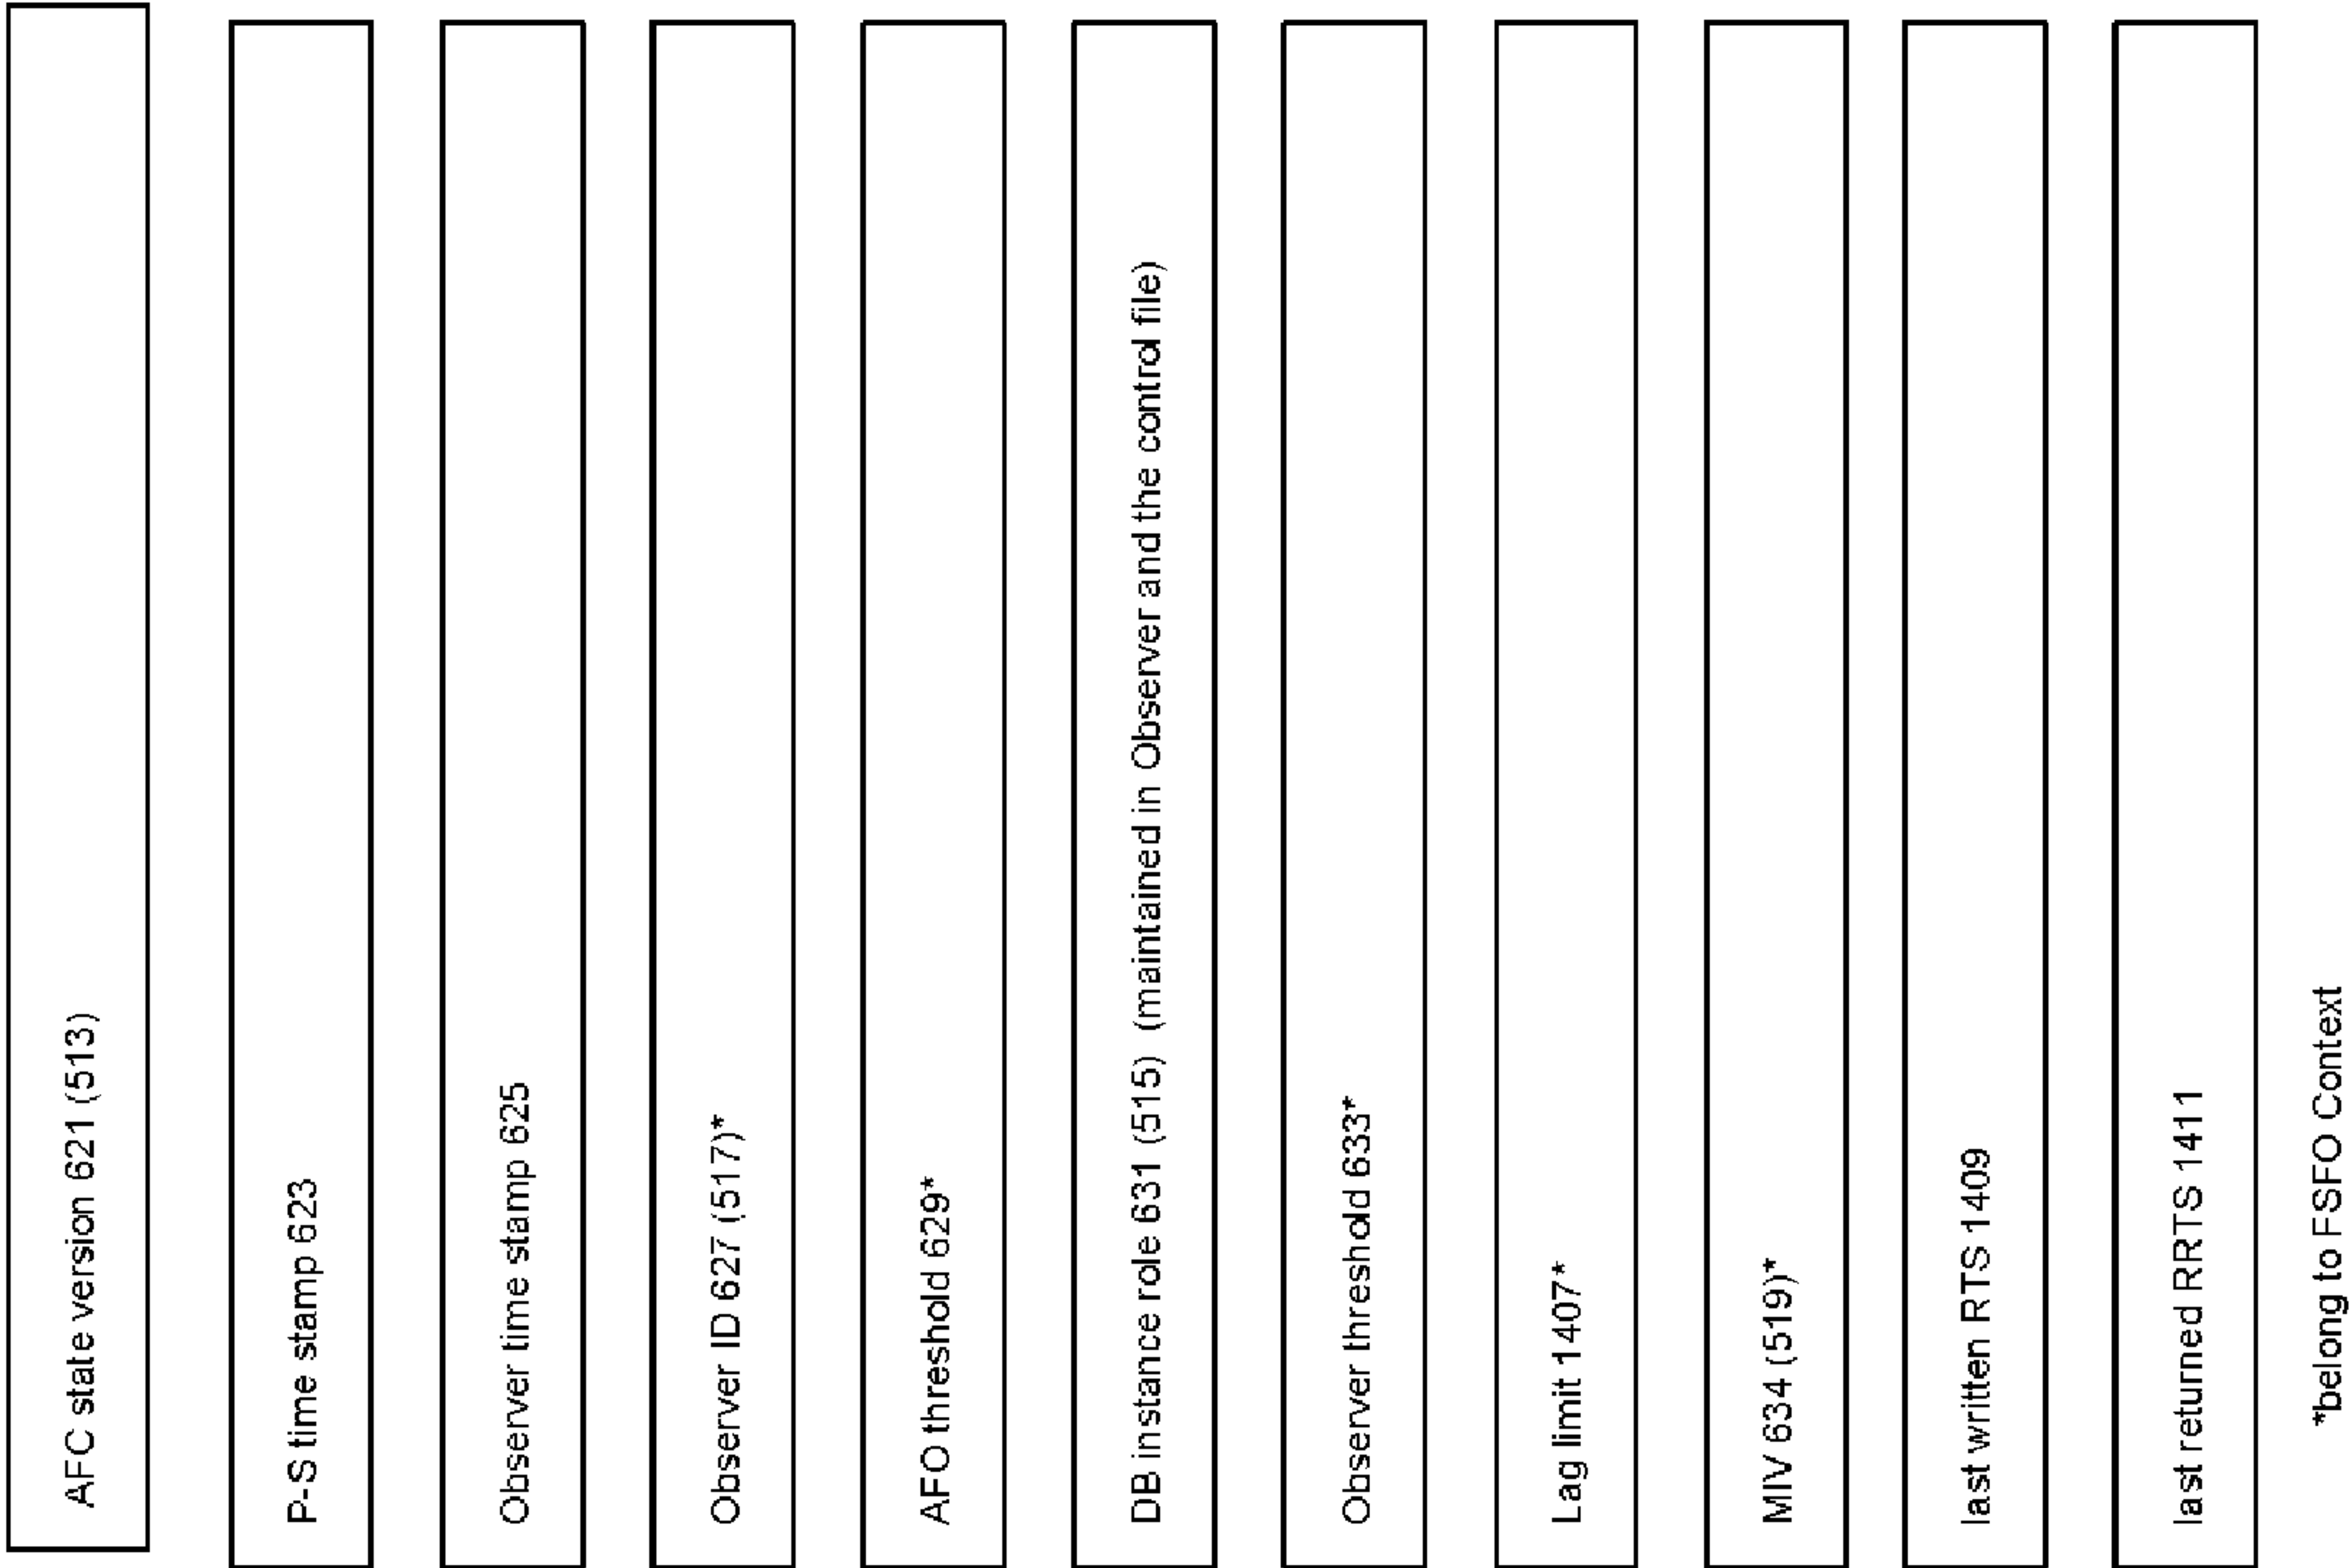 AFC state version 621 (513)
P-S time stamp 623
Observer time stamp 625
Observer ID 627 (517)*
AFO threshold 629*
DB instance role 631 (515) (maintained in Observer and the control file)
Observer threshold 633*
Lag limit 1407*
MIV 634 (519)*
last written RTS 1409
last returned RRTS 1411
*belong to FSFO Context